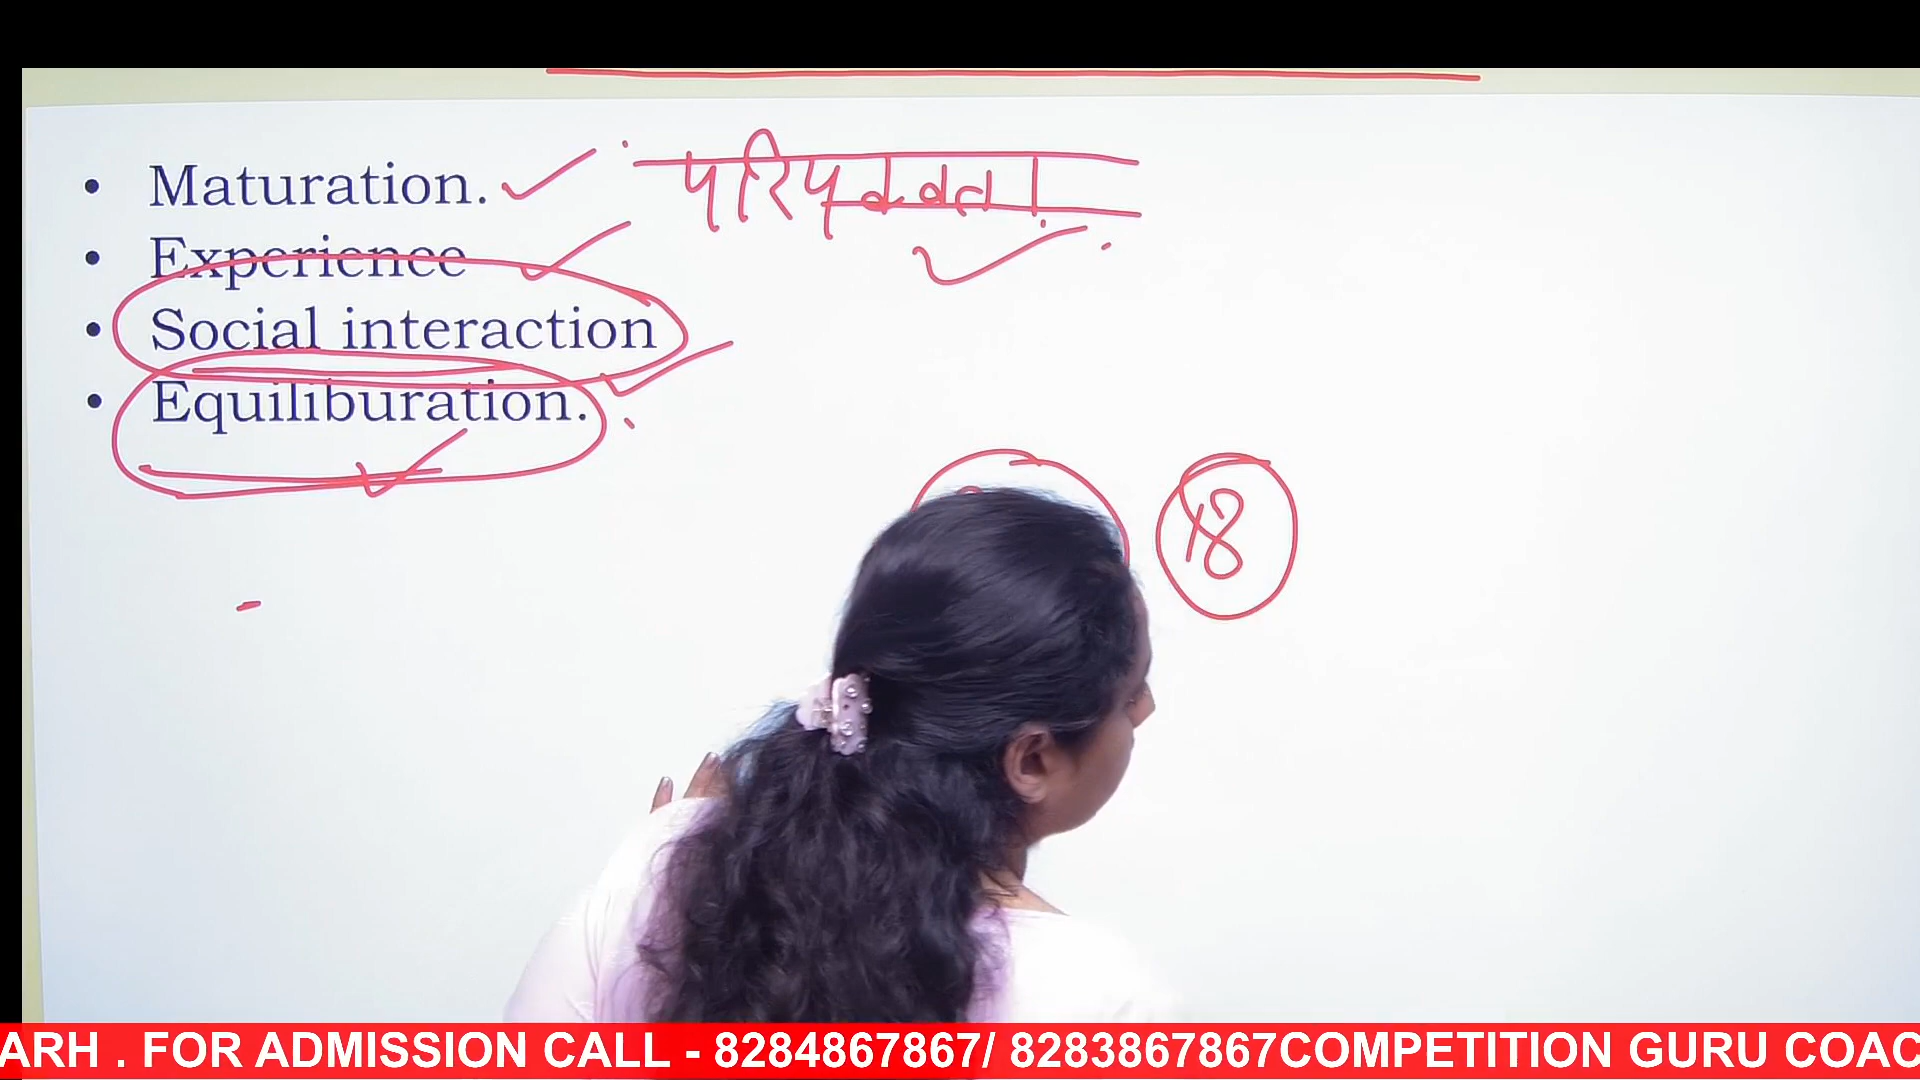 • Maturation.
परिपक्वता
• Experience
• Social interaction
• Equiliburation.
18
ARH . FOR ADMISSION CALL - 8284867867/ 8283867867COMPETITION GURU COAC